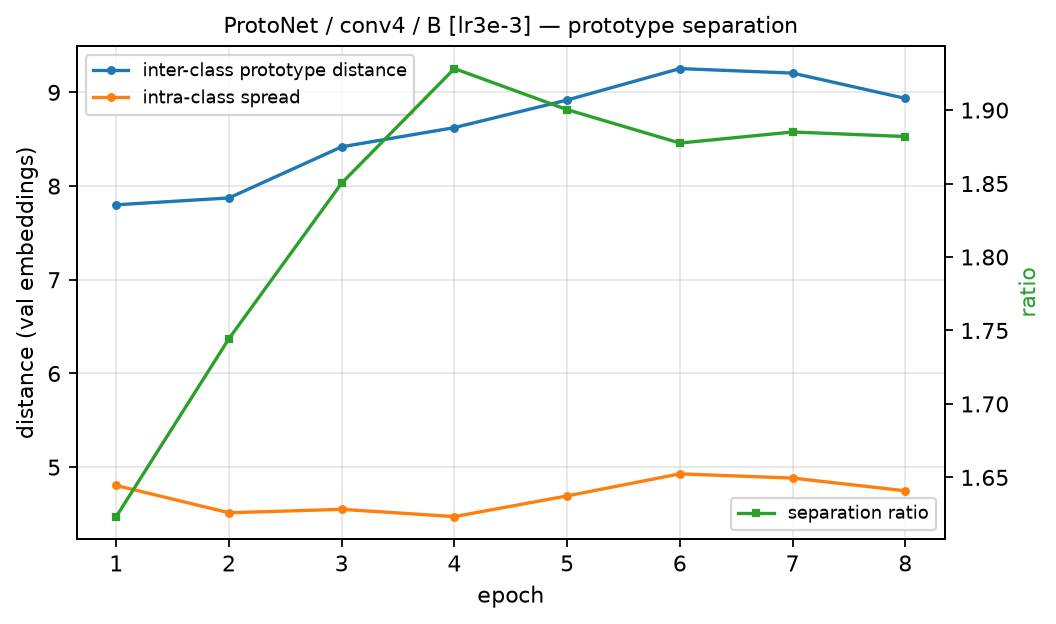 ProtoNet / conv4 / B [lr3e-3] — prototype separation
inter-class prototype distance
intra-class spread
separation ratio
distance (val embeddings)
9
8
7
6
5
1.90
1.85
1.80
1.75
1.70
1.65
ratio
1 2 3 4 5 6 7 8
epoch